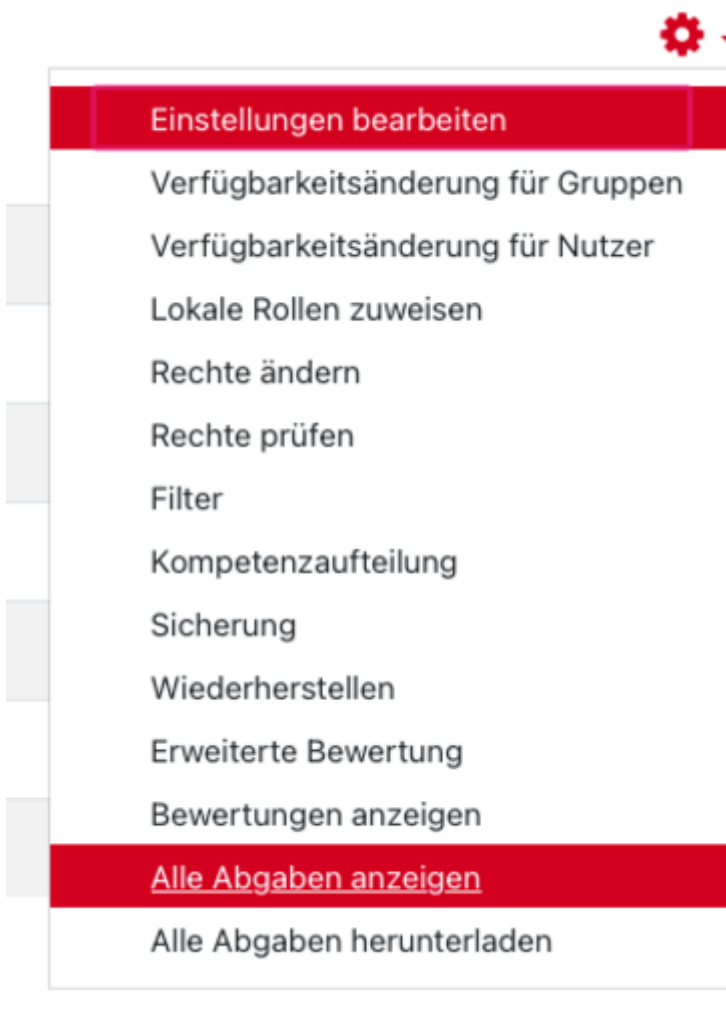 Einstellungen bearbeiten
Verfügbarkeitsänderung für Gruppen
Verfügbarkeitsänderung für Nutzer
Lokale Rollen zuweisen
Rechte ändern
Rechte prüfen
Filter
Kompetenzaufteilung
Sicherung
Wiederherstellen
Erweiterte Bewertung
Bewertungen anzeigen
Alle Abgaben anzeigen
Alle Abgaben herunterladen